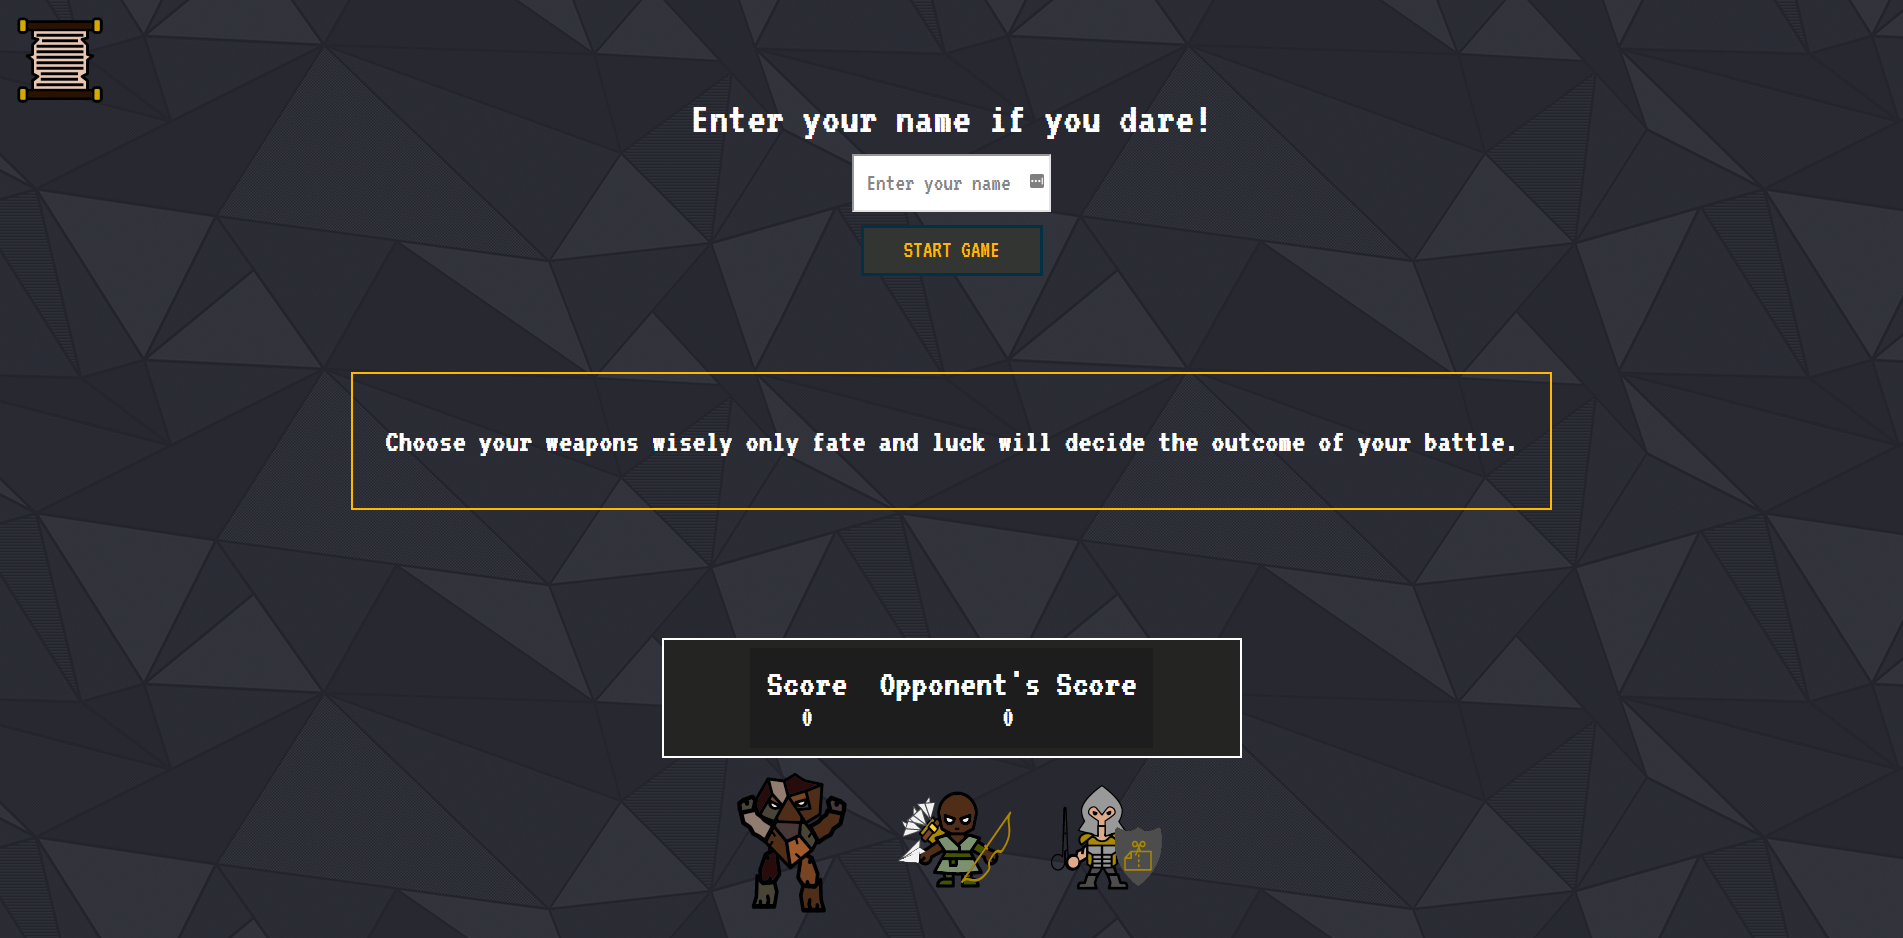 Enter your name if you dare!
Enter your name
START GAME
Choose your weapons wisely only fate and luck will decide the outcome of your battle.
Score Opponent's Score
0 0